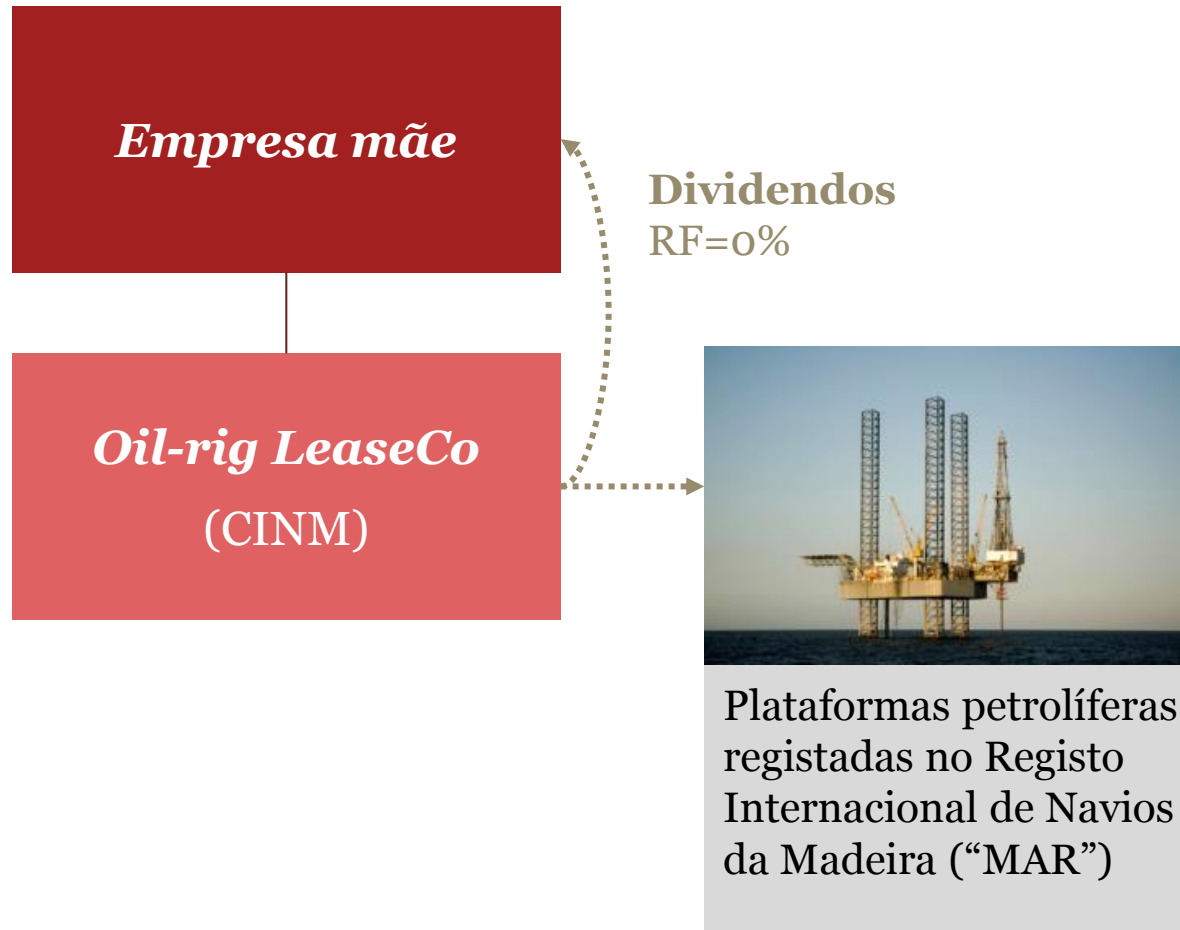 Empresa mãe
Dividendos
RF=0%
Oil-rig LeaseCo
(CINM)
Plataformas petrolíferas
registadas no Registo
Internacional de Navios
da Madeira (“MAR”)